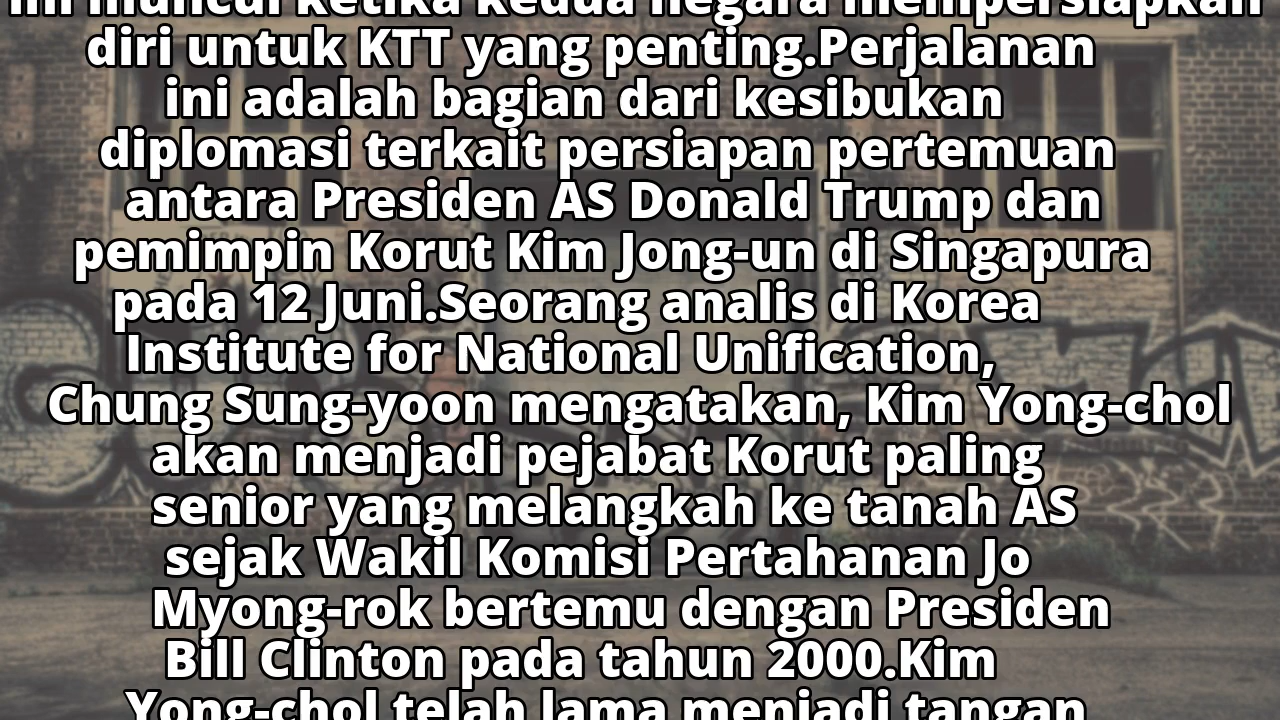 ini muncul ketika kedua negara mempersiapkan
diri untuk KTT yang penting.Perjalanan
ini adalah bagian dari kesibukan
diplomasi terkait persiapan pertemuan
antara Presiden AS Donald Trump dan
pemimpin Korut Kim Jong-un di Singapura
pada 12 Juni.Seorang analis di Korea
Institute for National Unification,
Chung Sung-yoon mengatakan, Kim Yong-chol
akan menjadi pejabat Korut paling
senior yang melangkah ke tanah AS
sejak Wakil Komisi Pertahanan Jo
Myong-rok bertemu dengan Presiden
Bill Clinton pada tahun 2000.Kim
Yong-chol telah lama menjadi tangan